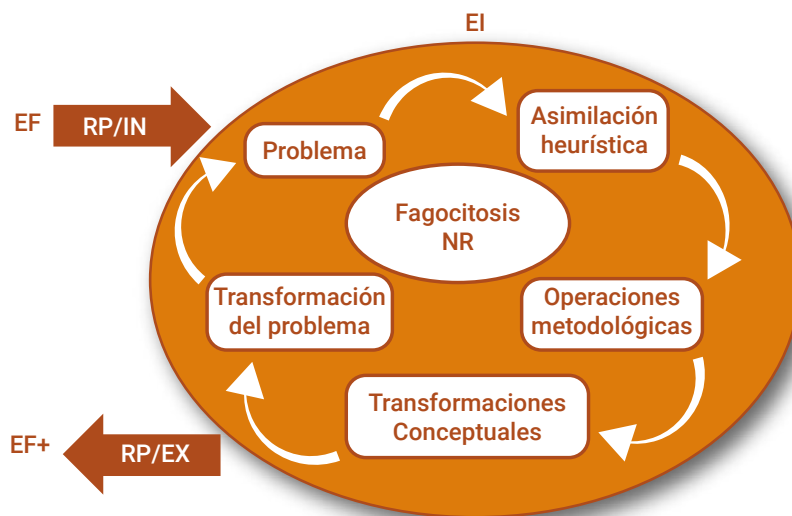 EI
EF
RP/IN
Problema
Asimilación
heurística
Fagocitosis
NR
Transformación
del problema
Operaciones
metodológicas
Transformaciones
Conceptuales
EF+
RP/EX